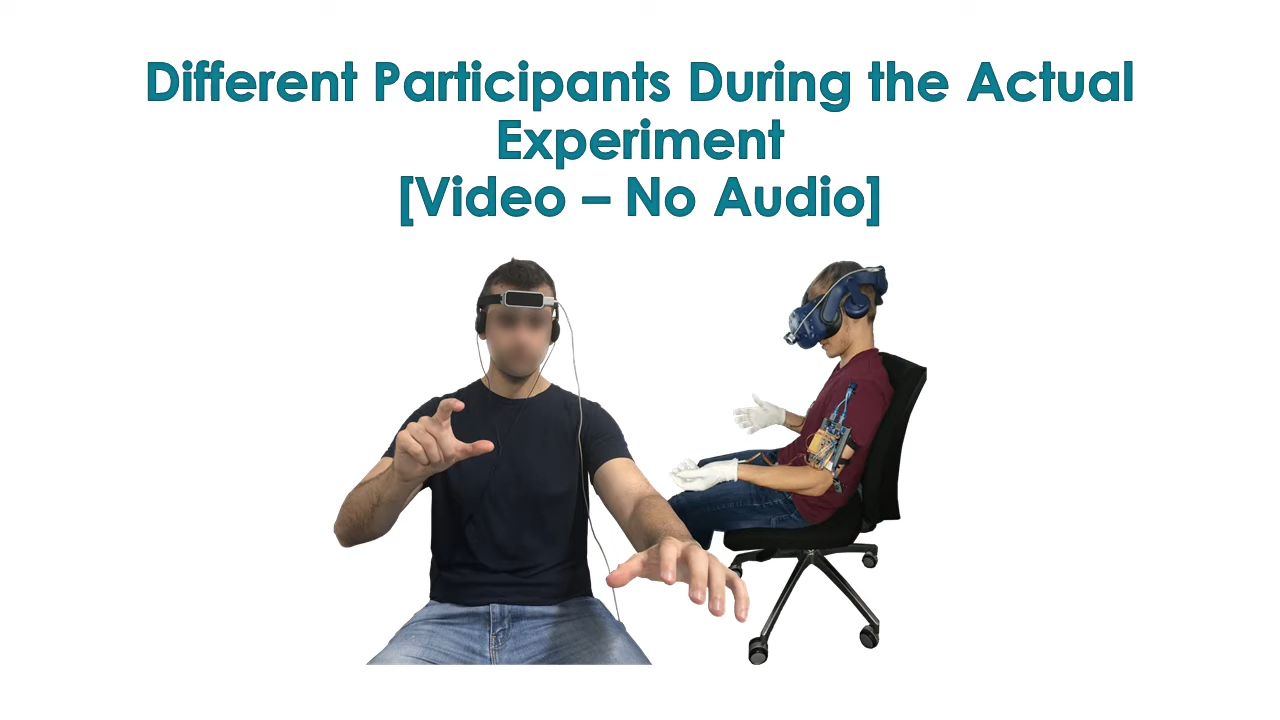 Different Participants During the Actual
Experiment
[Video – No Audio]